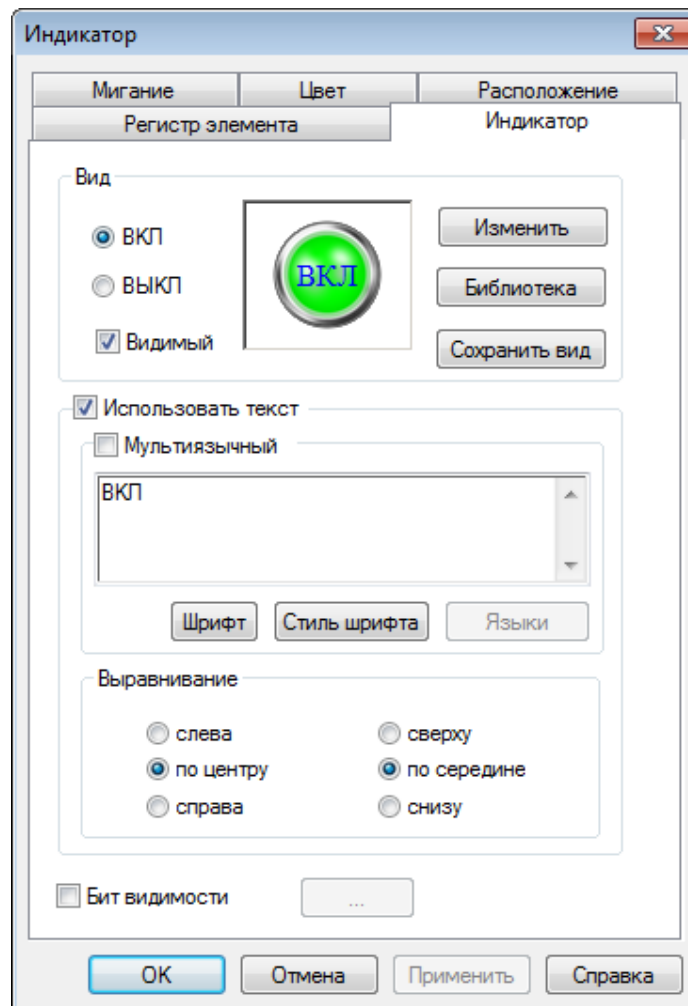 Индикатор
Мигание Цвет Расположение
Регистр элемента Индикатор
Вид
ВКЛ
ВЫКЛ
Видимый
ВКЛ
Изменить
Библиотека
Сохранить вид
Использовать текст
Мультиязычный
ВКЛ
Шрифт Стиль шрифта Языки
Выравнивание
слева сверху
по центру по середине
справа снизу
Бит видимости ...
OK Отмена Применить Справка